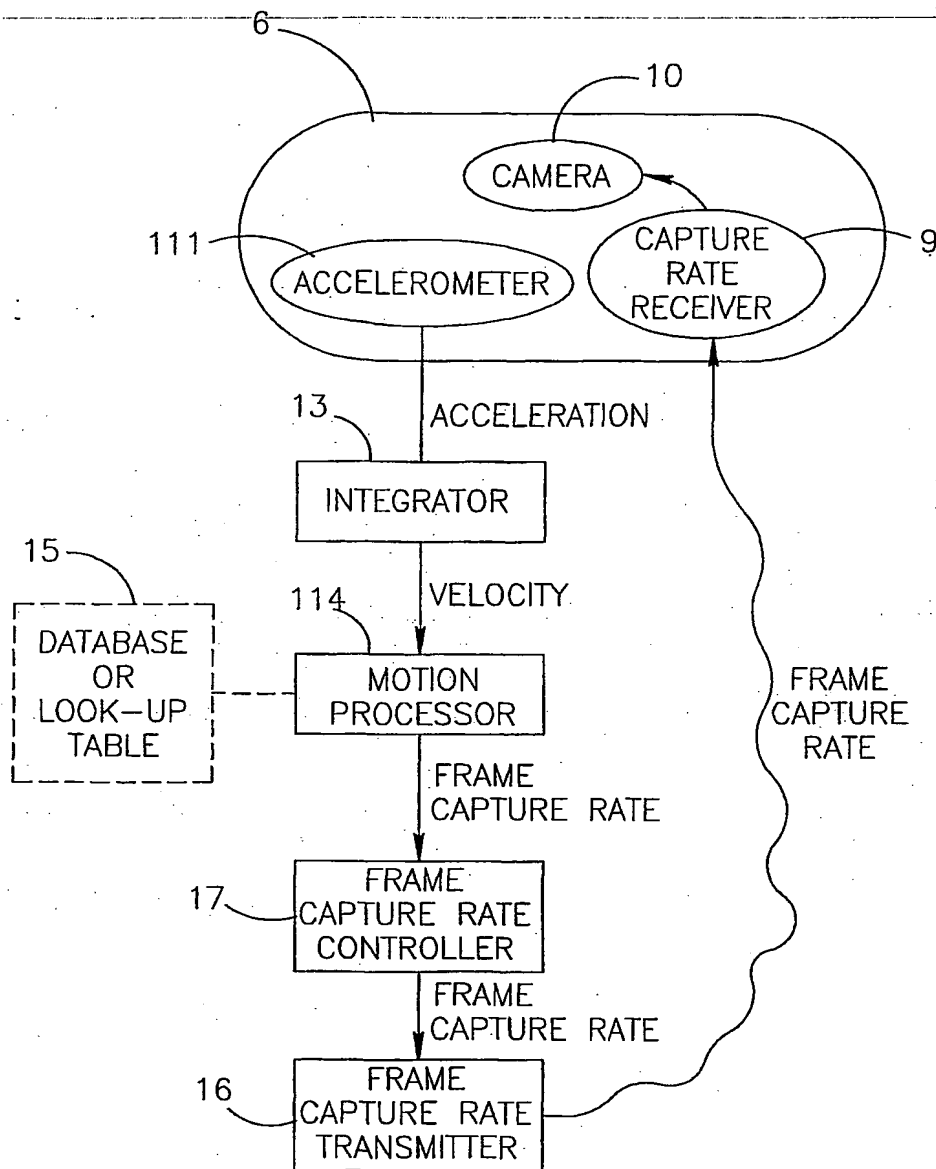 6
10
CAMERA
111
ACCELEROMETER
CAPTURE
RATE
RECEIVER
9
ACCELERATION
13
INTEGRATOR
VELOCITY
15
DATABASE
OR
LOOK-UP
TABLE
114
MOTION
PROCESSOR
FRAME
CAPTURE
RATE
FRAME
CAPTURE RATE
17
FRAME
CAPTURE RATE
CONTROLLER
FRAME
CAPTURE RATE
16
FRAME
CAPTURE RATE
TRANSMITTER